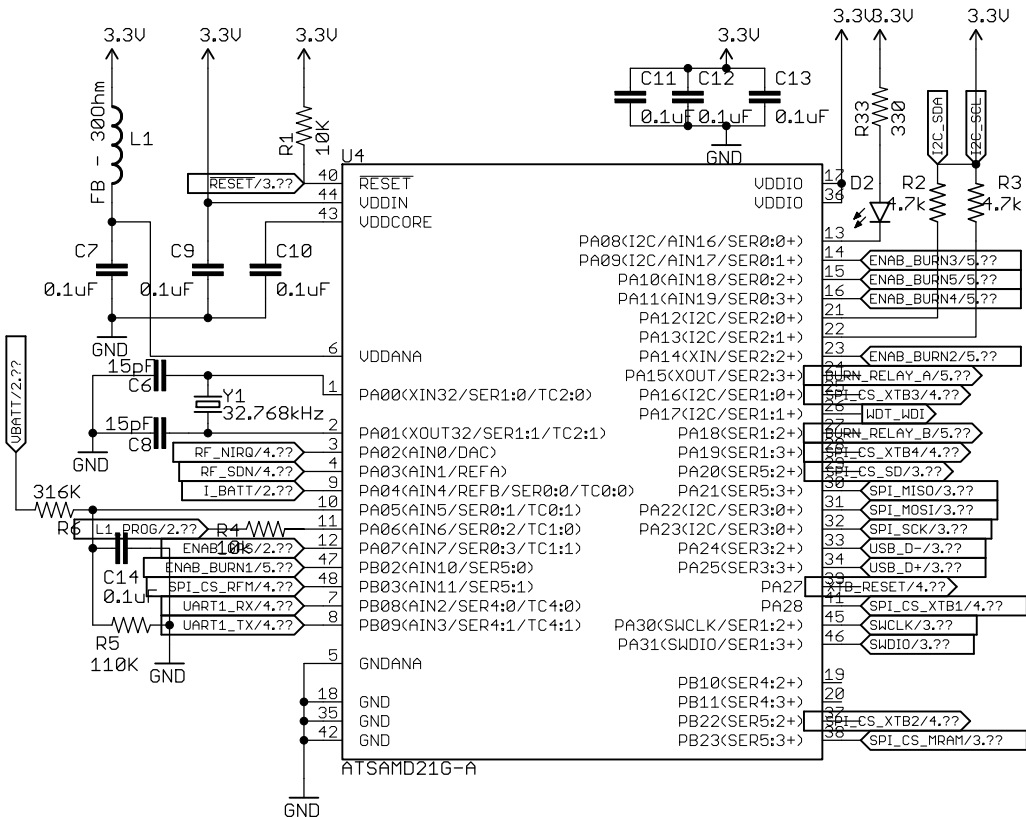 3.3V
3.3V
3.3V
3.3V
3.3V
3.3V
3.3V
FB - 30Ohm
L1
R1
10K
C11
C12
C13
0.1uF
0.1uF
0.1uF
GND
R33
330
I2C_SDA
I2C_SCL
D2
R2
4.7k
R3
4.7k
U4
RESET/3.??
40
RESET
44
VDDIN
43
VDDCORE
C7
0.1uF
C9
0.1uF
C10
0.1uF
GND
6
VDDANA
VBATT/2.??
15pF
C6
1
PA00(XIN32/SER1:0/TC2:0)
Y1
32.768kHz
15pF
C8
GND
2
PA01(XOUT32/SER1:1/TC2:1)
RF_NIRQ/4.??
3
PA02(AIN0/DAC)
RF_SDN/4.??
4
PA03(AIN1/REFA)
I_BATT/2.??
9
PA04(AIN4/REFB/SER0:0/TC0:0)
316K
R6
10
PA05(AIN5/SER0:1/TC0:1)
L1_PROG/2.??
R4
10k
11
PA06(AIN6/SER0:2/TC1:0)
12
PA07(AIN7/SER0:3/TC1:1)
ENAB_BURN1/5.??
47
PB02(AIN10/SER5:0)
C14
0.1uF
SPI_CS_RFM/4.??
48
PB03(AIN11/SER5:1)
UART1_RX/4.??
7
PB08(AIN2/SER4:0/TC4:0)
UART1_TX/4.??
8
PB09(AIN3/SER4:1/TC4:1)
R5
110K
GND
5
GNDANA
18
GND
35
GND
42
GND
GND
ATSAMD21G-A
VDDIO
17
VDDIO
36
PA08(I2C/AIN16/SER0:0+)
13
PA09(I2C/AIN17/SER0:1+)
14
ENAB_BURN3/5.??
PA10(AIN18/SER0:2+)
15
ENAB_BURN5/5.??
PA11(AIN19/SER0:3+)
16
ENAB_BURN4/5.??
PA12(I2C/SER2:0+)
21
PA13(I2C/SER2:1+)
22
PA14(XIN/SER2:2+)
23
ENAB_BURN2/5.??
PA15(XOUT/SER2:3+)
BURN_RELAY_A/5.??
PA16(I2C/SER1:0+)
SPI_CS_XTB3/4.??
PA17(I2C/SER1:1+)
26
WDT_WDI
PA18(SER1:2+)
BURN_RELAY_B/5.??
PA19(SER1:3+)
SPI_CS_XTB4/4.??
PA20(SER5:2+)
SPI_CS_SD/3.??
PA21(SER5:3+)
30
SPI_MISO/3.??
PA22(I2C/SER3:0+)
31
SPI_MOSI/3.??
PA23(I2C/SER3:0+)
32
SPI_SCK/3.??
PA24(SER3:2+)
33
USB_D-/3.??
PA25(SER3:3+)
34
USB_D+/3.??
PA27
39
XTB_RESET/4.??
PA28
41
SPI_CS_XTB1/4.??
PA30(SWCLK/SER1:2+)
45
SWCLK/3.??
PA31(SWDIO/SER1:3+)
46
SWDIO/3.??
PB10(SER4:2+)
19
PB11(SER4:3+)
20
PB22(SER5:2+)
37
SPI_CS_XTB2/4.??
PB23(SER5:3+)
38
SPI_CS_MRAM/3.??